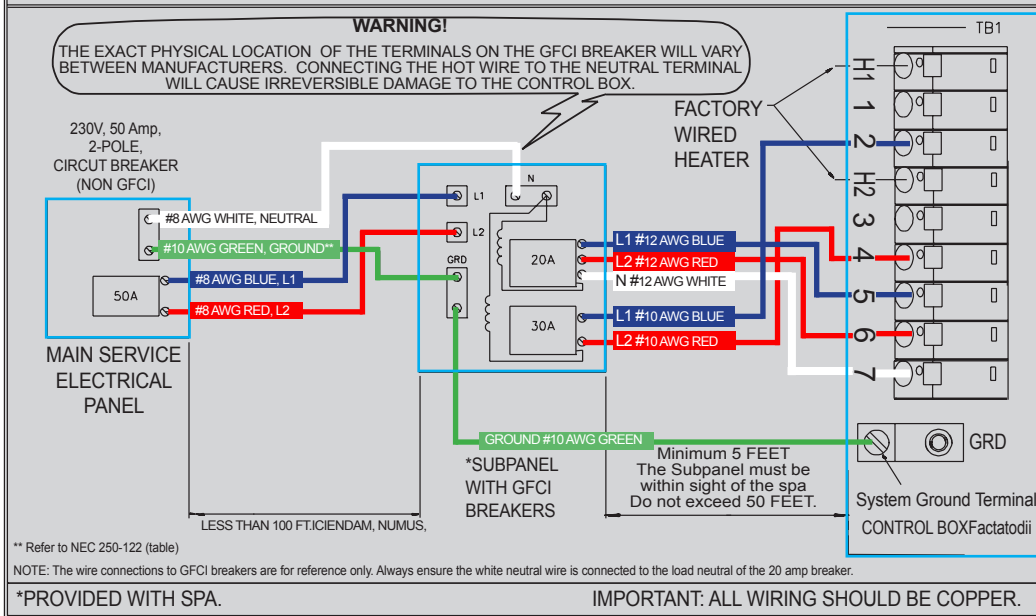 WARNING!
THE EXACT PHYSICAL LOCATION OF THE TERMINALS ON THE GFCI BREAKER WILL VARY
BETWEEN MANUFACTURERS. CONNECTING THE HOT WIRE TO THE NEUTRAL TERMINAL
WILL CAUSE IRREVERSIBLE DAMAGE TO THE CONTROL BOX.
230V, 50 Amp,
2-POLE,
CIRCUT BREAKER
(NON GFCI)
#8 AWG WHITE, NEUTRAL
#10 AWG GREEN, GROUND**
#8 AWG BLUE, L1
#8 AWG RED, L2
50A
MAIN SERVICE
ELECTRICAL
PANEL
L1
L2
GRD
N
20A
30A
L1 #12 AWG BLUE
L2 #12 AWG RED
N #12 AWG WHITE
L1 #10 AWG BLUE
L2 #10 AWG RED
GROUND #10 AWG GREEN
*SUBPANEL
WITH GFCI
BREAKERS
LESS THAN 100 FT.ICIENDAM, NUMUS,
Minimum 5 FEET
The Subpanel must be
within sight of the spa
Do not exceed 50 FEET.
FACTORY
WIRED
HEATER
TB1
H1
1
2
H2
3
4
5
6
7
GRD
System Ground Terminal
CONTROL BOXFactatodii
** Refer to NEC 250-122 (table)
NOTE: The wire connections to GFCI breakers are for reference only. Always ensure the white neutral wire is connected to the load neutral of the 20 amp breaker.
*PROVIDED WITH SPA.
IMPORTANT: ALL WIRING SHOULD BE COPPER.